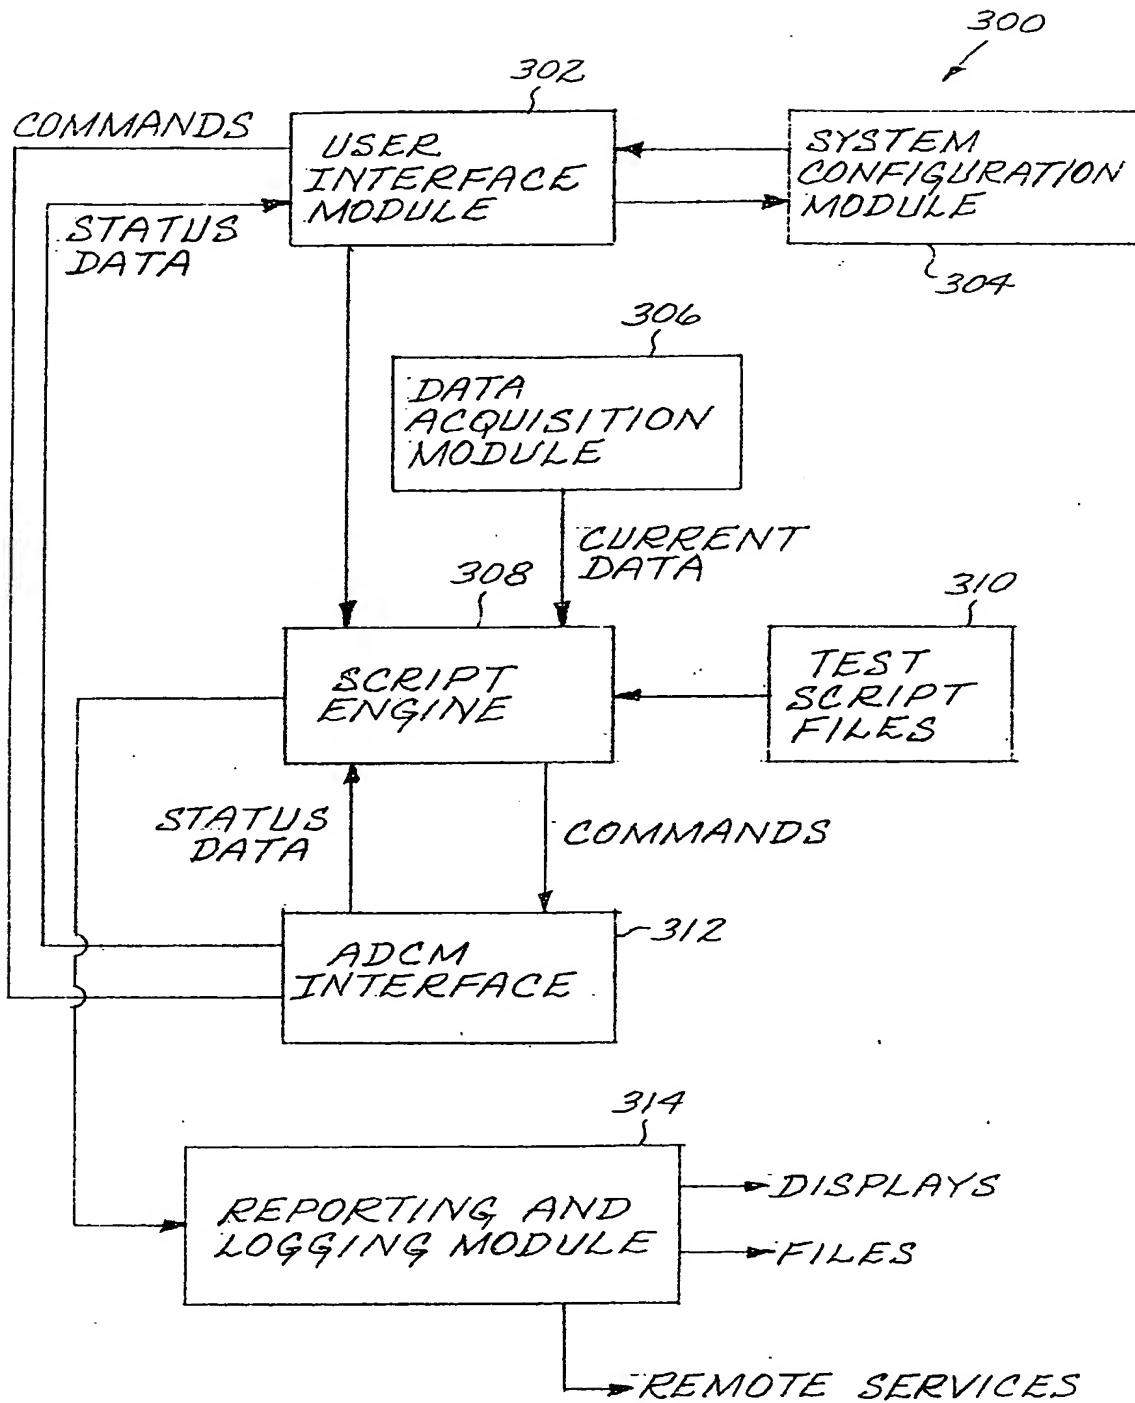 300
302
COMMANDS
USER
INTERFACE
MODULE
SYSTEM
CONFIGURATION
MODULE
STATUS
DATA
304
306
DATA
ACQUISITION
MODULE
CURRENT
DATA
308
310
SCRIPT
ENGINE
TEST
SCRIPT
FILES
STATUS
DATA
COMMANDS
312
ADCM
INTERFACE
314
REPORTING AND
LOGGING MODULE
DISPLAYS
FILES
REMOTE SERVICES